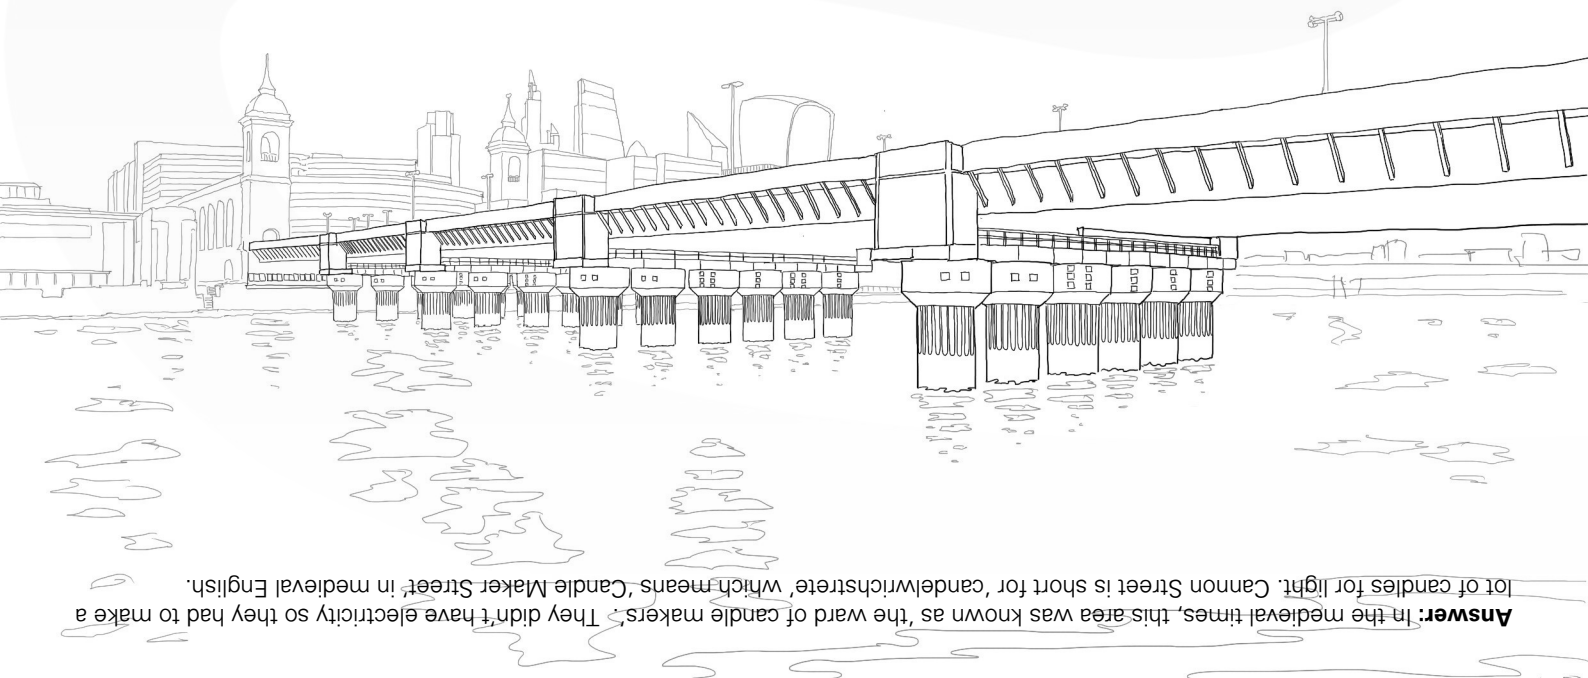 Answer: In the medieval times, this area was known as ‘the ward of candle makers’. They didn’t have electricity so they had to make a
lot of candles for light. Cannon Street is short for ‘candelwrichstrete’ which means ‘Candle Maker Street’ in medieval English.